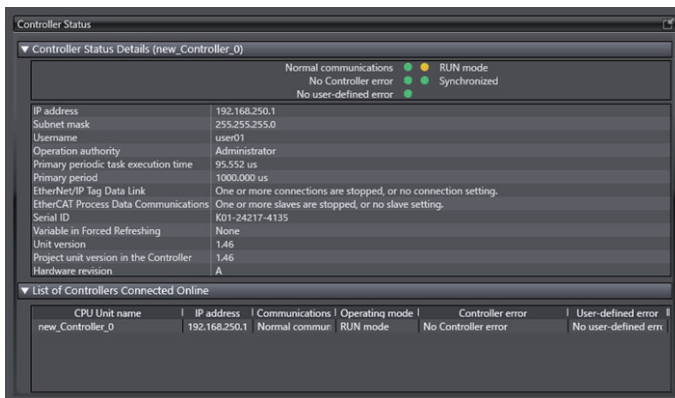 Controller Status
▼ Controller Status Details (new_Controller_0)
Normal communications RUN mode
No Controller error Synchronized
No user-defined error
IP address 192.168.250.1
Subnet mask 255.255.255.0
Username user01
Operation authority Administrator
Primary periodic task execution time 95.552 us
Primary period 1000.000 us
EtherNet/IP Tag Data Link One or more connections are stopped, or no connection setting.
EtherCAT Process Data Communications One or more slaves are stopped, or no slave setting.
Serial ID K01-24217-4135
Variable in Forced Refreshing None
Unit version 1.46
Project unit version in the Controller 1.46
Hardware revision A
▼ List of Controllers Connected Online
CPU Unit name IP address Communications Operating mode Controller error User-defined error
new_Controller_0 192.168.250.1 Normal commun RUN mode No Controller error No user-defined erro